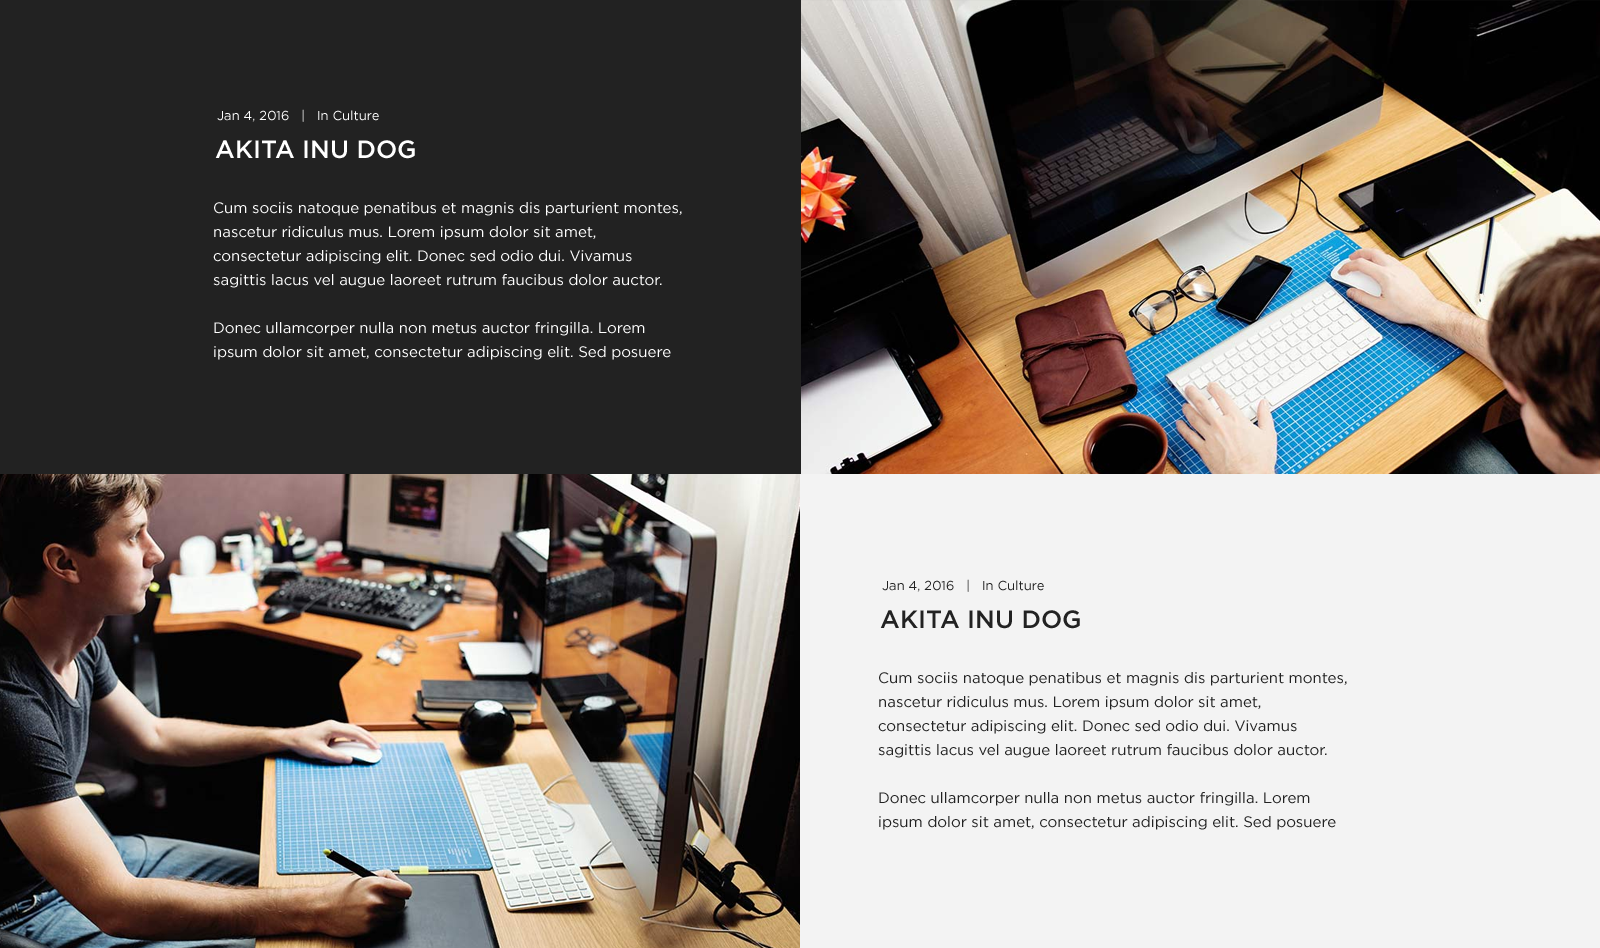 Jan 4, 2016 | In Culture
AKITA INU DOG
Cum sociis natoque penatibus et magnis dis parturient montes,
nascetur ridiculus mus. Lorem ipsum dolor sit amet,
consectetur adipiscing elit. Donec sed odio dui. Vivamus
sagittis lacus vel augue laoreet rutrum faucibus dolor auctor.
Donec ullamcorper nulla non metus auctor fringilla. Lorem
ipsum dolor sit amet, consectetur adipiscing elit. Sed posuere
Jan 4, 2016 | In Culture
AKITA INU DOG
Cum sociis natoque penatibus et magnis dis parturient montes,
nascetur ridiculus mus. Lorem ipsum dolor sit amet,
consectetur adipiscing elit. Donec sed odio dui. Vivamus
sagittis lacus vel augue laoreet rutrum faucibus dolor auctor.
Donec ullamcorper nulla non metus auctor fringilla. Lorem
ipsum dolor sit amet, consectetur adipiscing elit. Sed posuere